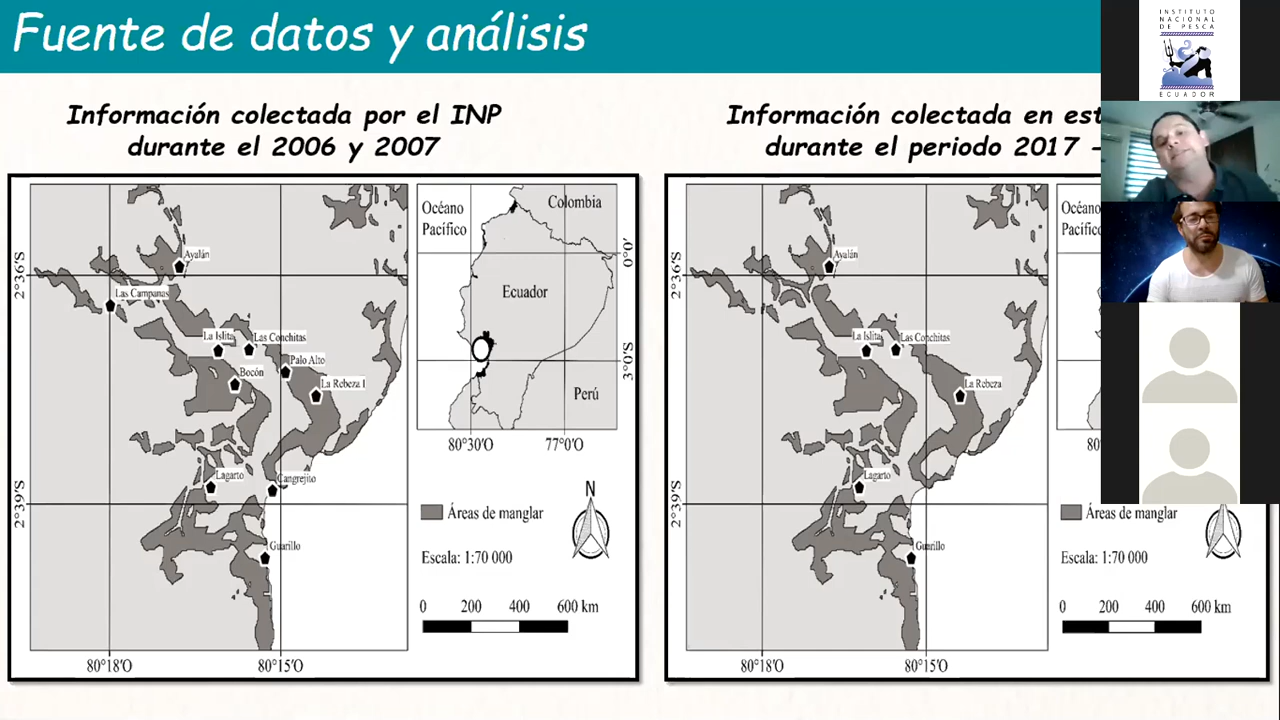 Fuente de datos y análisis
INSTITUTO
NACIONAL
DE PESCA
ECUADOR
Información colectada por el INP
durante el 2006 y 2007
Ayalán
Las Campanas
La Islita
Las Conchitas
Palo Alto
Bocón
La Rebeza I
Lagarto
Cangrejito
Guarillo
2°36'S
2°39'S
80°18'O
80°15'O
Océano
Pacífico
Colombia
Ecuador
Perú
0°0'
3°0'S
80°30'O
77°0'O
N
Áreas de manglar
Escala: 1:70 000
0 200 400 600 km
Información colectada en est
durante el periodo 2017 -
Ayalán
La Islita
Las Conchitas
La Rebeza
Lagarto
Guarillo
2°36'S
2°39'S
80°18'O
80°15'O
Océano
Pacífico
80
Áreas de manglar
Escala: 1:70 000
0 200 400 600 km